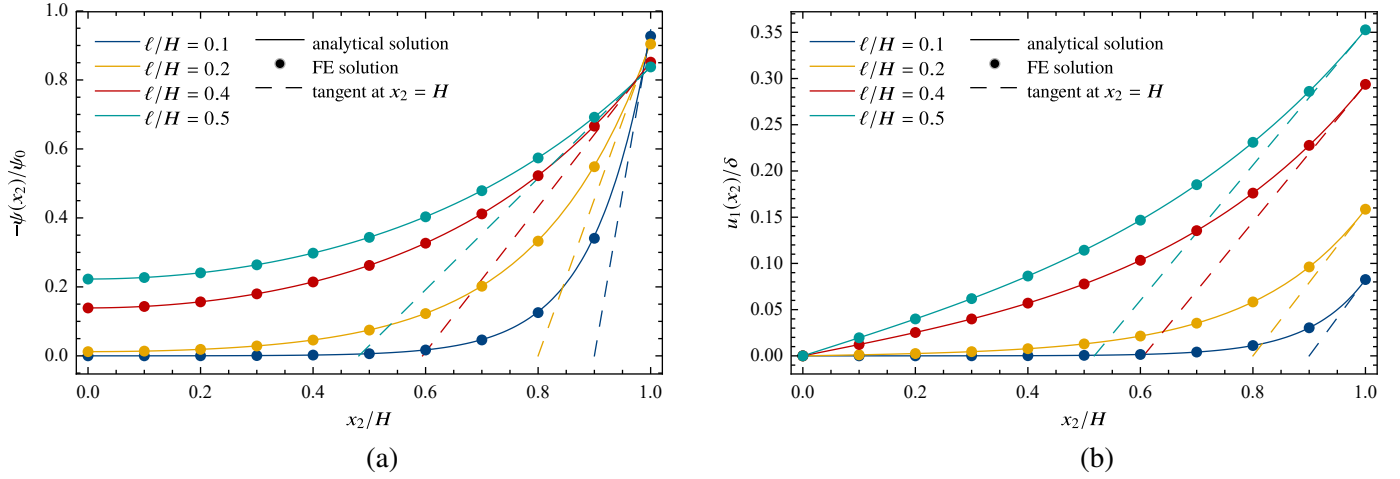 1.0
0.8
0.6
0.4
0.2
0.0
−ψ(x₂)/ψ₀
ℓ/H = 0.1
ℓ/H = 0.2
ℓ/H = 0.4
ℓ/H = 0.5
analytical solution
FE solution
tangent at x₂ = H
0.0 0.2 0.4 0.6 0.8 1.0
x₂/H
(a)
0.35
0.30
0.25
0.20
0.15
0.10
0.05
0.00
u₁(x₂)/δ
ℓ/H = 0.1
ℓ/H = 0.2
ℓ/H = 0.4
ℓ/H = 0.5
analytical solution
FE solution
tangent at x₂ = H
0.0 0.2 0.4 0.6 0.8 1.0
x₂/H
(b)